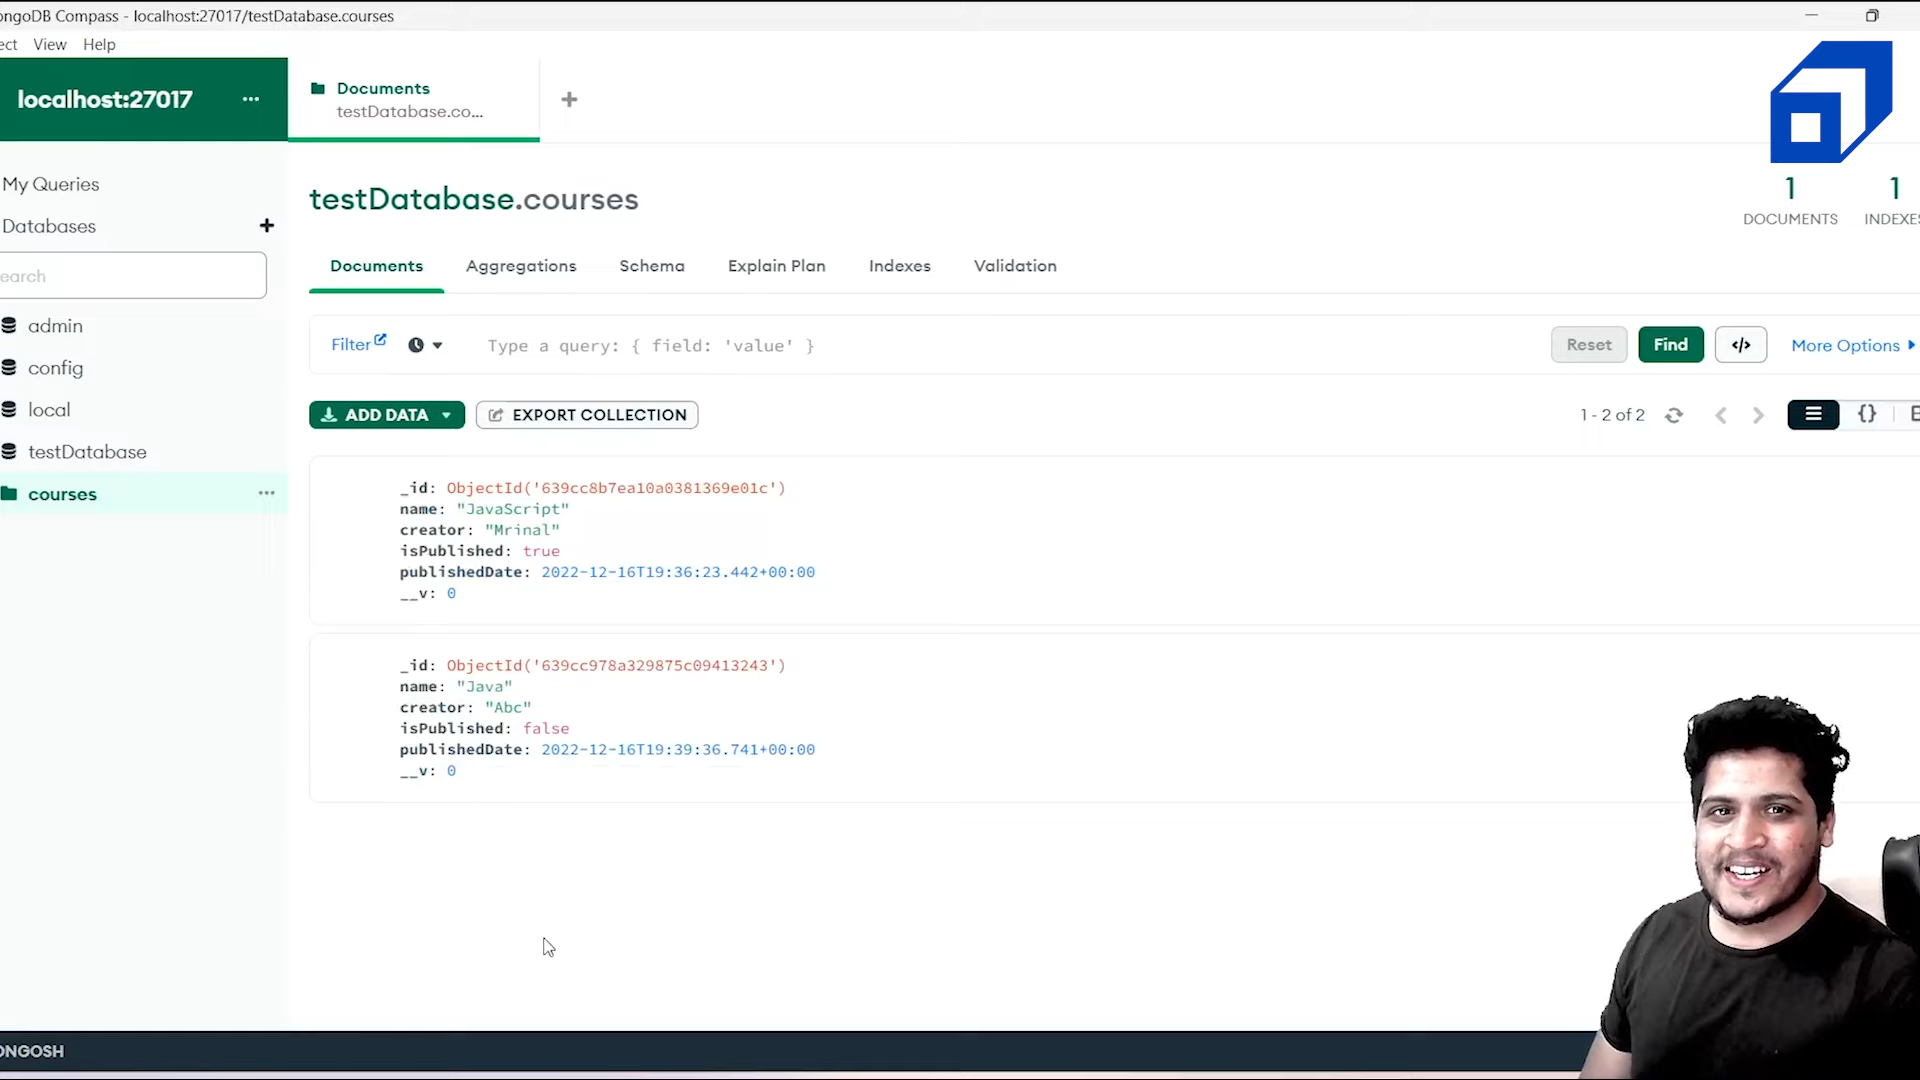 ongoDB Compass - localhost:27017/testDatabase.courses
ect View Help
localhost:27017 ...
Documents
testDatabase.co...
My Queries
Databases
earch
admin
config
local
testDatabase
courses
testDatabase.courses
1
DOCUMENTS
1
INDEXES
Documents Aggregations Schema Explain Plan Indexes Validation
Filter Type a query: { field: 'value' } Reset Find </> More Options
ADD DATA EXPORT COLLECTION 1 - 2 of 2 {}
_id: ObjectId('639cc8b7ea10a0381369e01c')
name: "JavaScript"
creator: "Mrinal"
isPublished: true
publishedDate: 2022-12-16T19:36:23.442+00:00
__v: 0
_id: ObjectId('639cc978a329875c09413243')
name: "Java"
creator: "Abc"
isPublished: false
publishedDate: 2022-12-16T19:39:36.741+00:00
__v: 0
ONGOSH